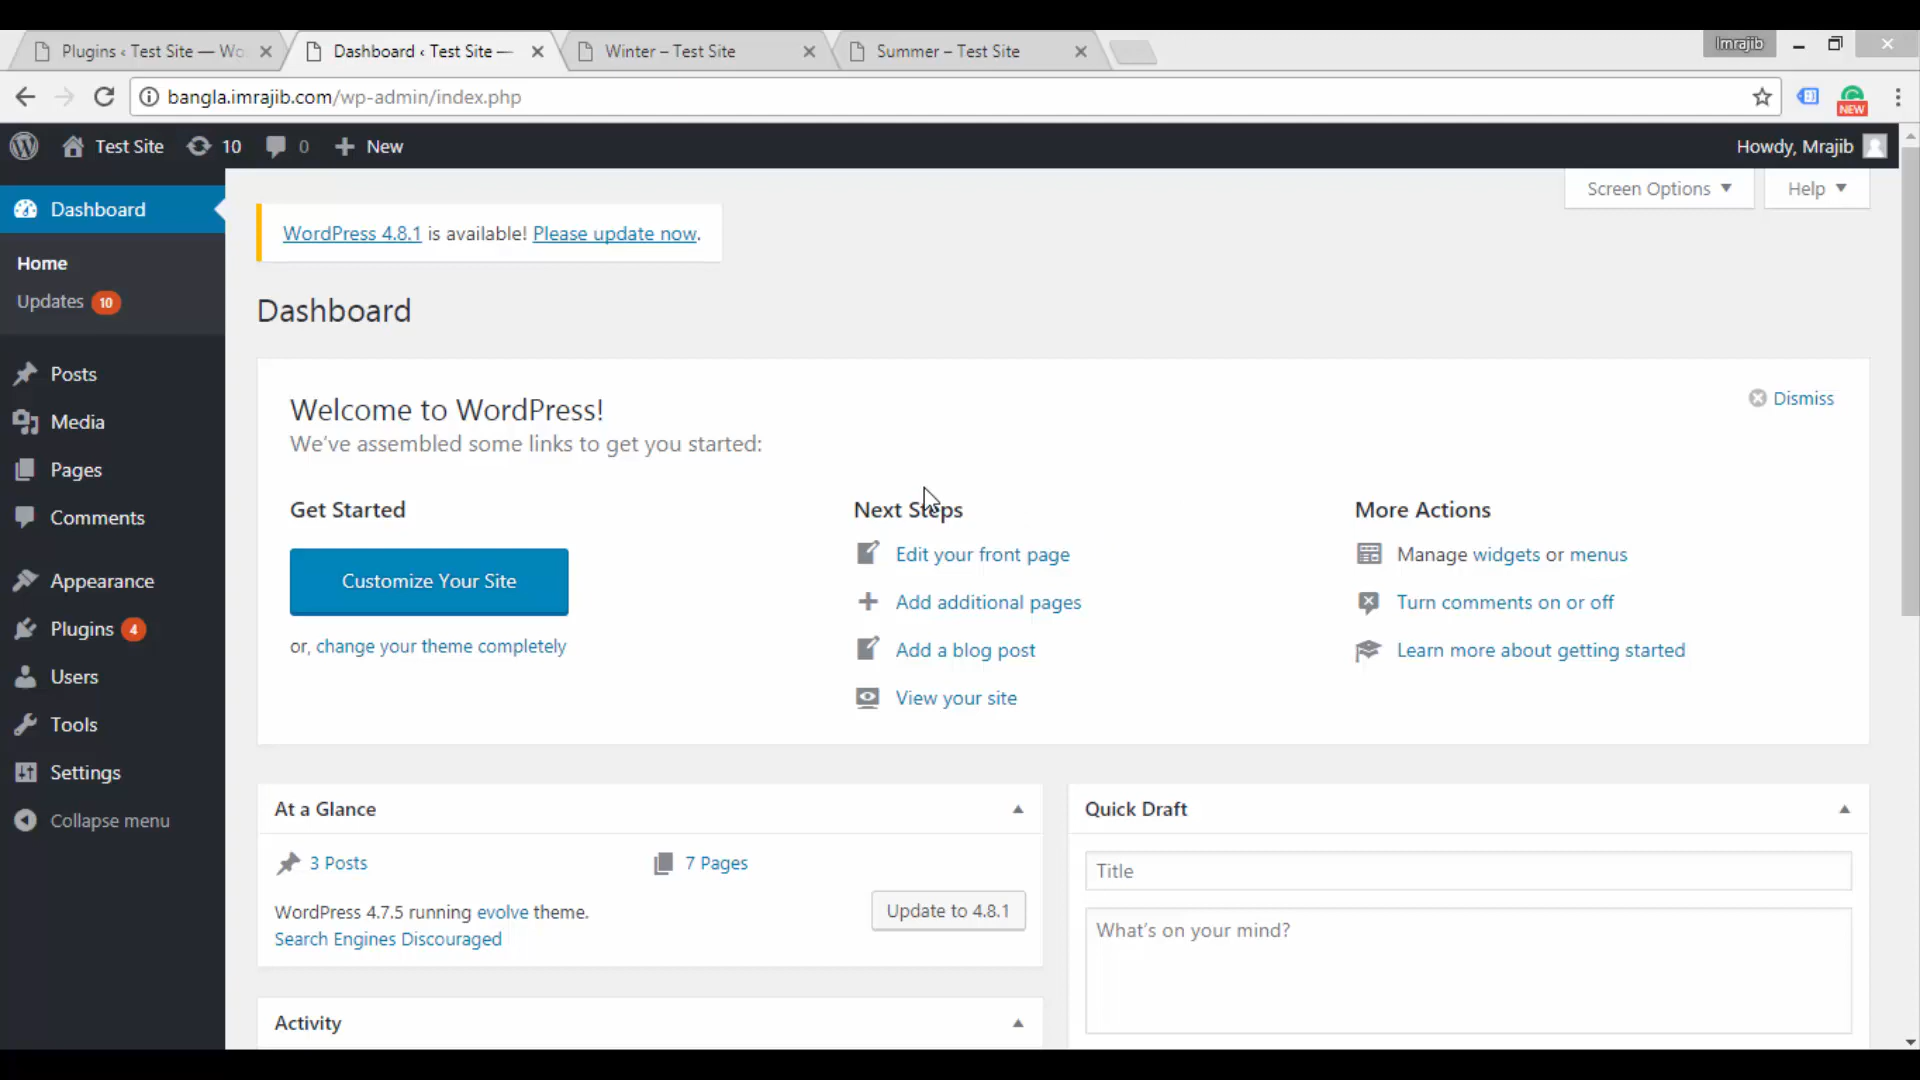 Plugins ‹ Test Site — Wo
Dashboard ‹ Test Site —
Winter – Test Site
Summer – Test Site
Imrajib
bangla.imrajib.com/wp-admin/index.php
NEW
Test Site
10
0
New
Howdy, Mrajib
Dashboard
Home
Updates 10
Posts
Media
Pages
Comments
Appearance
Plugins 4
Users
Tools
Settings
Collapse menu
Screen Options
Help
WordPress 4.8.1 is available! Please update now.
Dashboard
Welcome to WordPress!
We’ve assembled some links to get you started:
Dismiss
Get Started
Customize Your Site
or, change your theme completely
Next Steps
Edit your front page
Add additional pages
Add a blog post
View your site
More Actions
Manage widgets or menus
Turn comments on or off
Learn more about getting started
At a Glance
3 Posts
7 Pages
WordPress 4.7.5 running evolve theme.
Update to 4.8.1
Search Engines Discouraged
Activity
Quick Draft
Title
What’s on your mind?